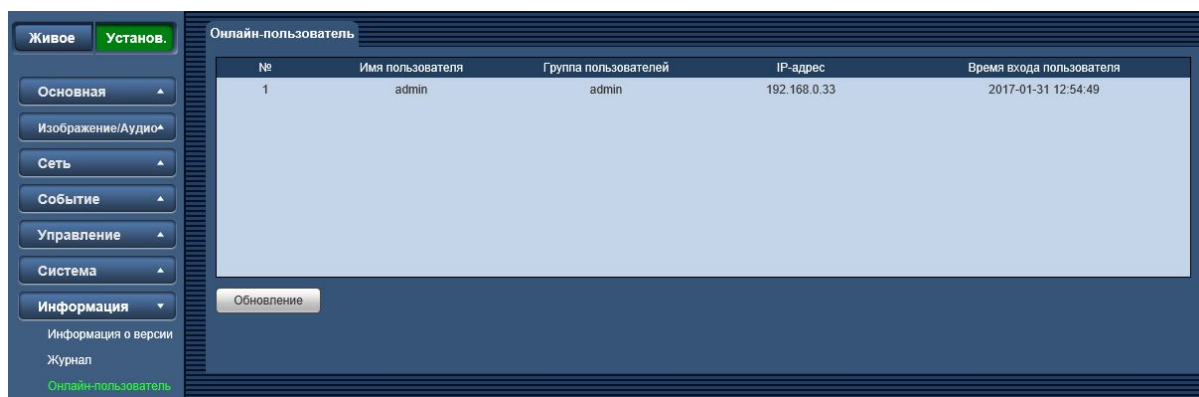 Живое Установ.
Онлайн-пользователь
№ Имя пользователя Группа пользователей IP-адрес Время входа пользователя
1 admin admin 192.168.0.33 2017-01-31 12:54:49
Основная
Изображение/Аудио
Сеть
Событие
Управление
Система
Информация
Информация о версии
Журнал
Онлайн-пользователь
Обновление